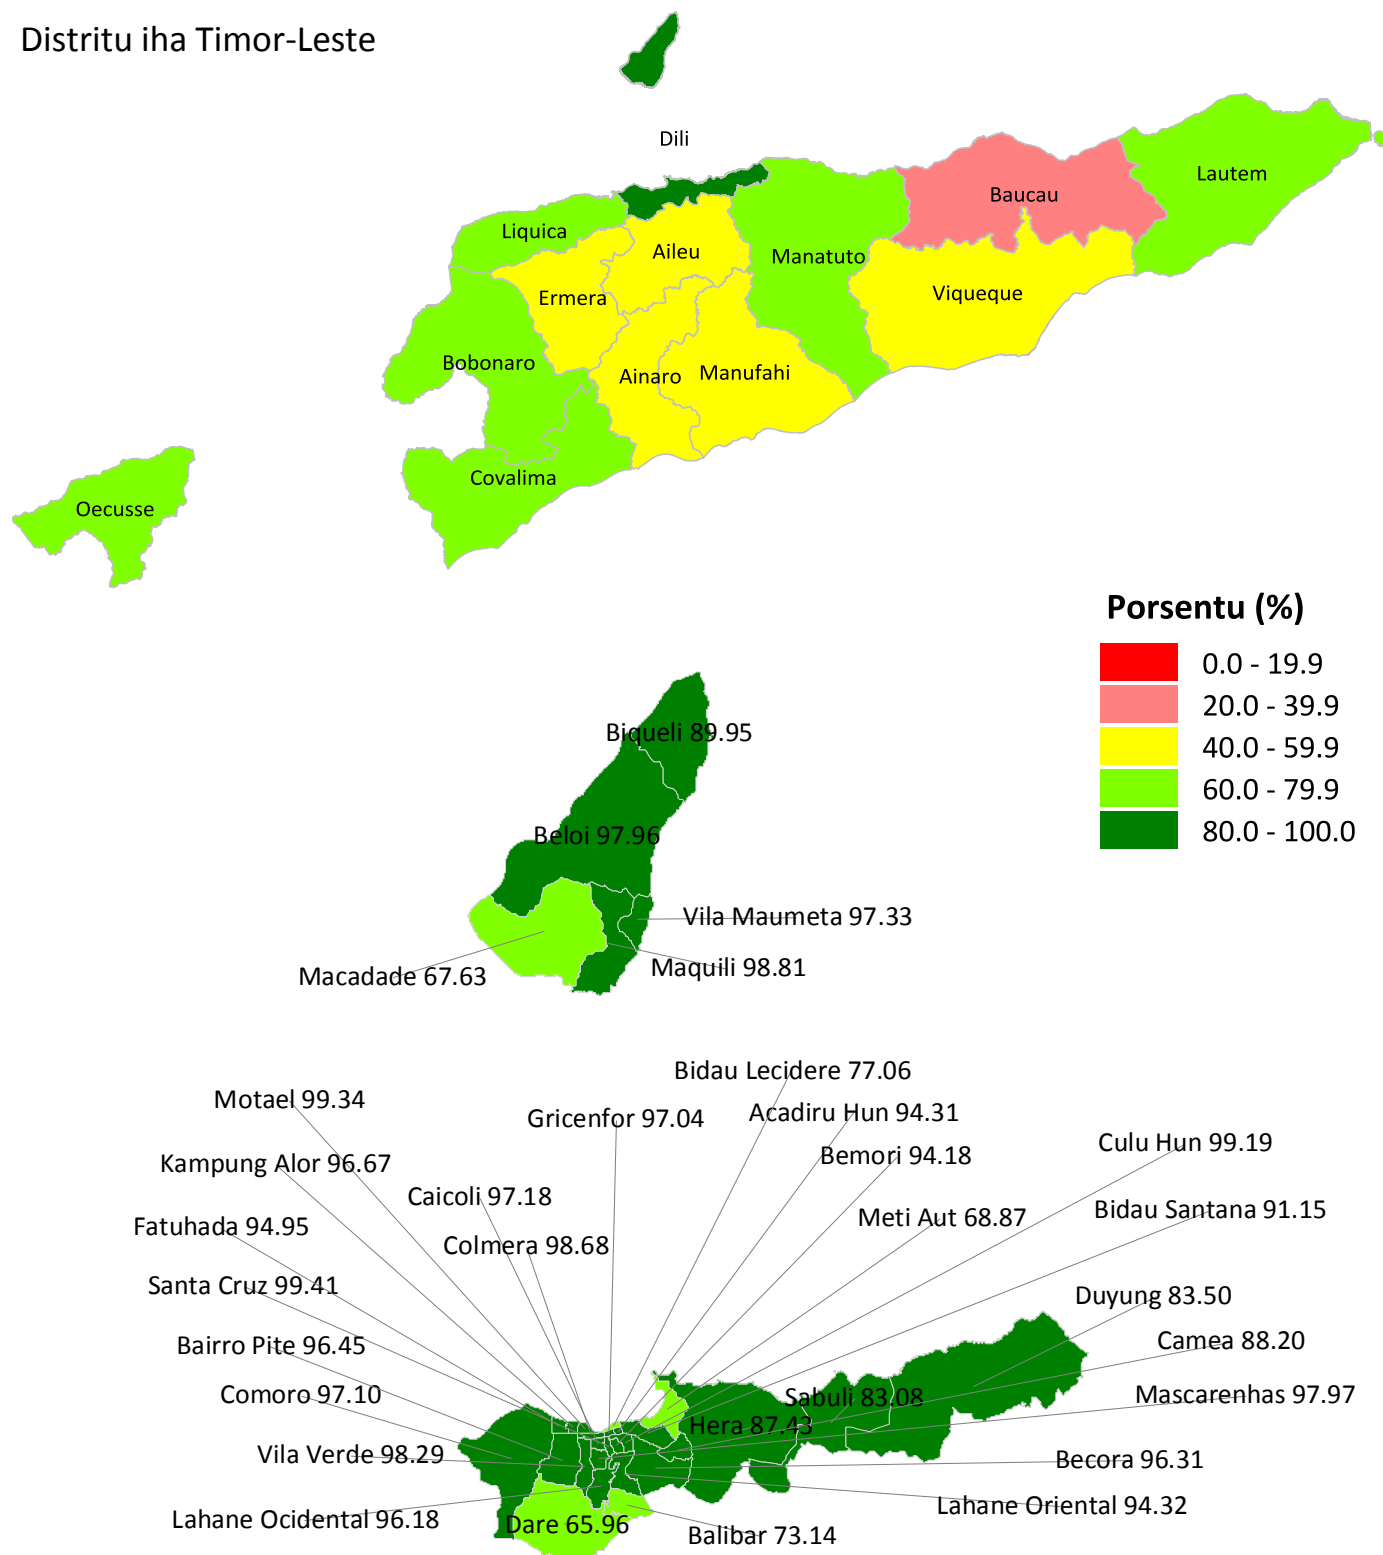 Distritu iha Timor-Leste
Dili
Lautem
Baucau
Liquica
Aileu
Manatuto
Viqueque
Ermera
Bobonaro
Ainaro
Manufahi
Covalima
Oecusse
Porsentu (%)
0.0 - 19.9
20.0 - 39.9
40.0 - 59.9
60.0 - 79.9
80.0 - 100.0
Biqueli 89.95
Beloi 97.96
Vila Maumeta 97.33
Maquili 98.81
Macadade 67.63
Bidau Lecidere 77.06
Motael 99.34
Gricenfor 97.04
Acadiru Hun 94.31
Culu Hun 99.19
Kampung Alor 96.67
Bemori 94.18
Caicoli 97.18
Bidau Santana 91.15
Fatuhada 94.95
Meti Aut 68.87
Colmera 98.68
Santa Cruz 99.41
Duyung 83.50
Bairro Pite 96.45
Camea 88.20
Comoro 97.10
Sabuli 83.08
Mascarenhas 97.97
Hera 87.43
Vila Verde 98.29
Becora 96.31
Lahane Ocidental 96.18
Dare 65.96
Balibar 73.14
Lahane Oriental 94.32